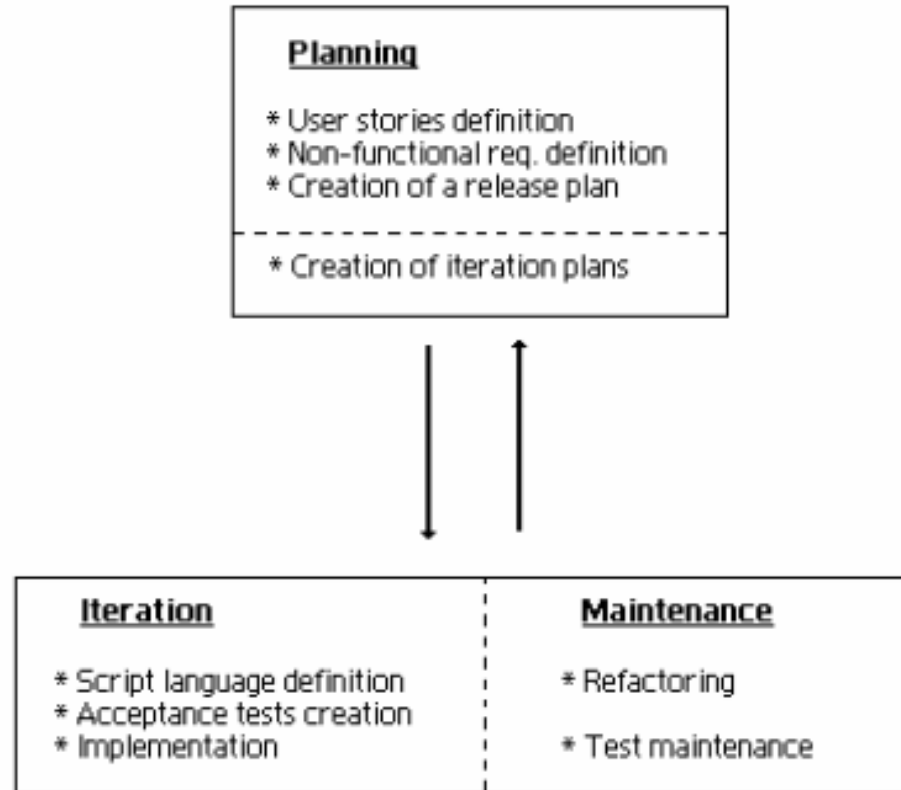 Planning
* User stories definition
* Non-functional req. definition
* Creation of a release plan
* Creation of iteration plans
Iteration
* Script language definition
* Acceptance tests creation
* Implementation
Maintenance
* Refactoring
* Test maintenance